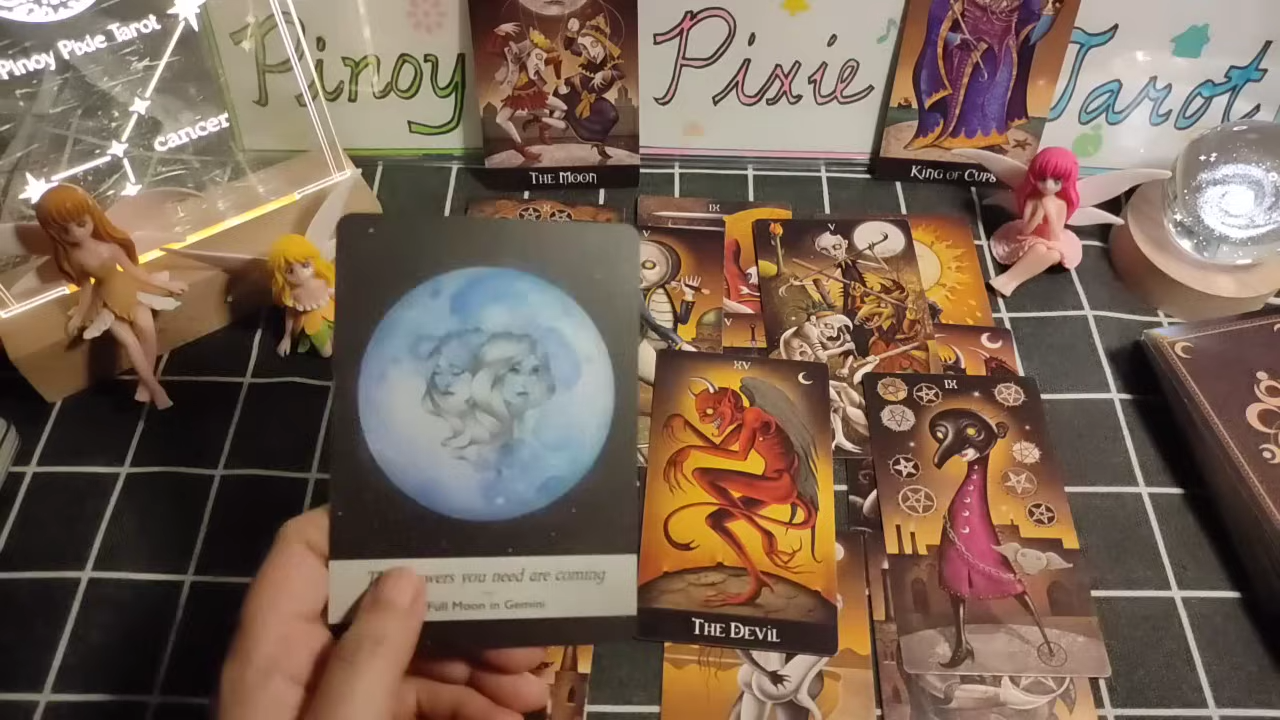 Pinoy Pixie Tarot
cancer
Pinoy
Pixie
Tarot
THE MOON
KING OF CUPS
IX
V
V
V
XV
IX
wers you need are coming
Full Moon in Gemini
THE DEVIL